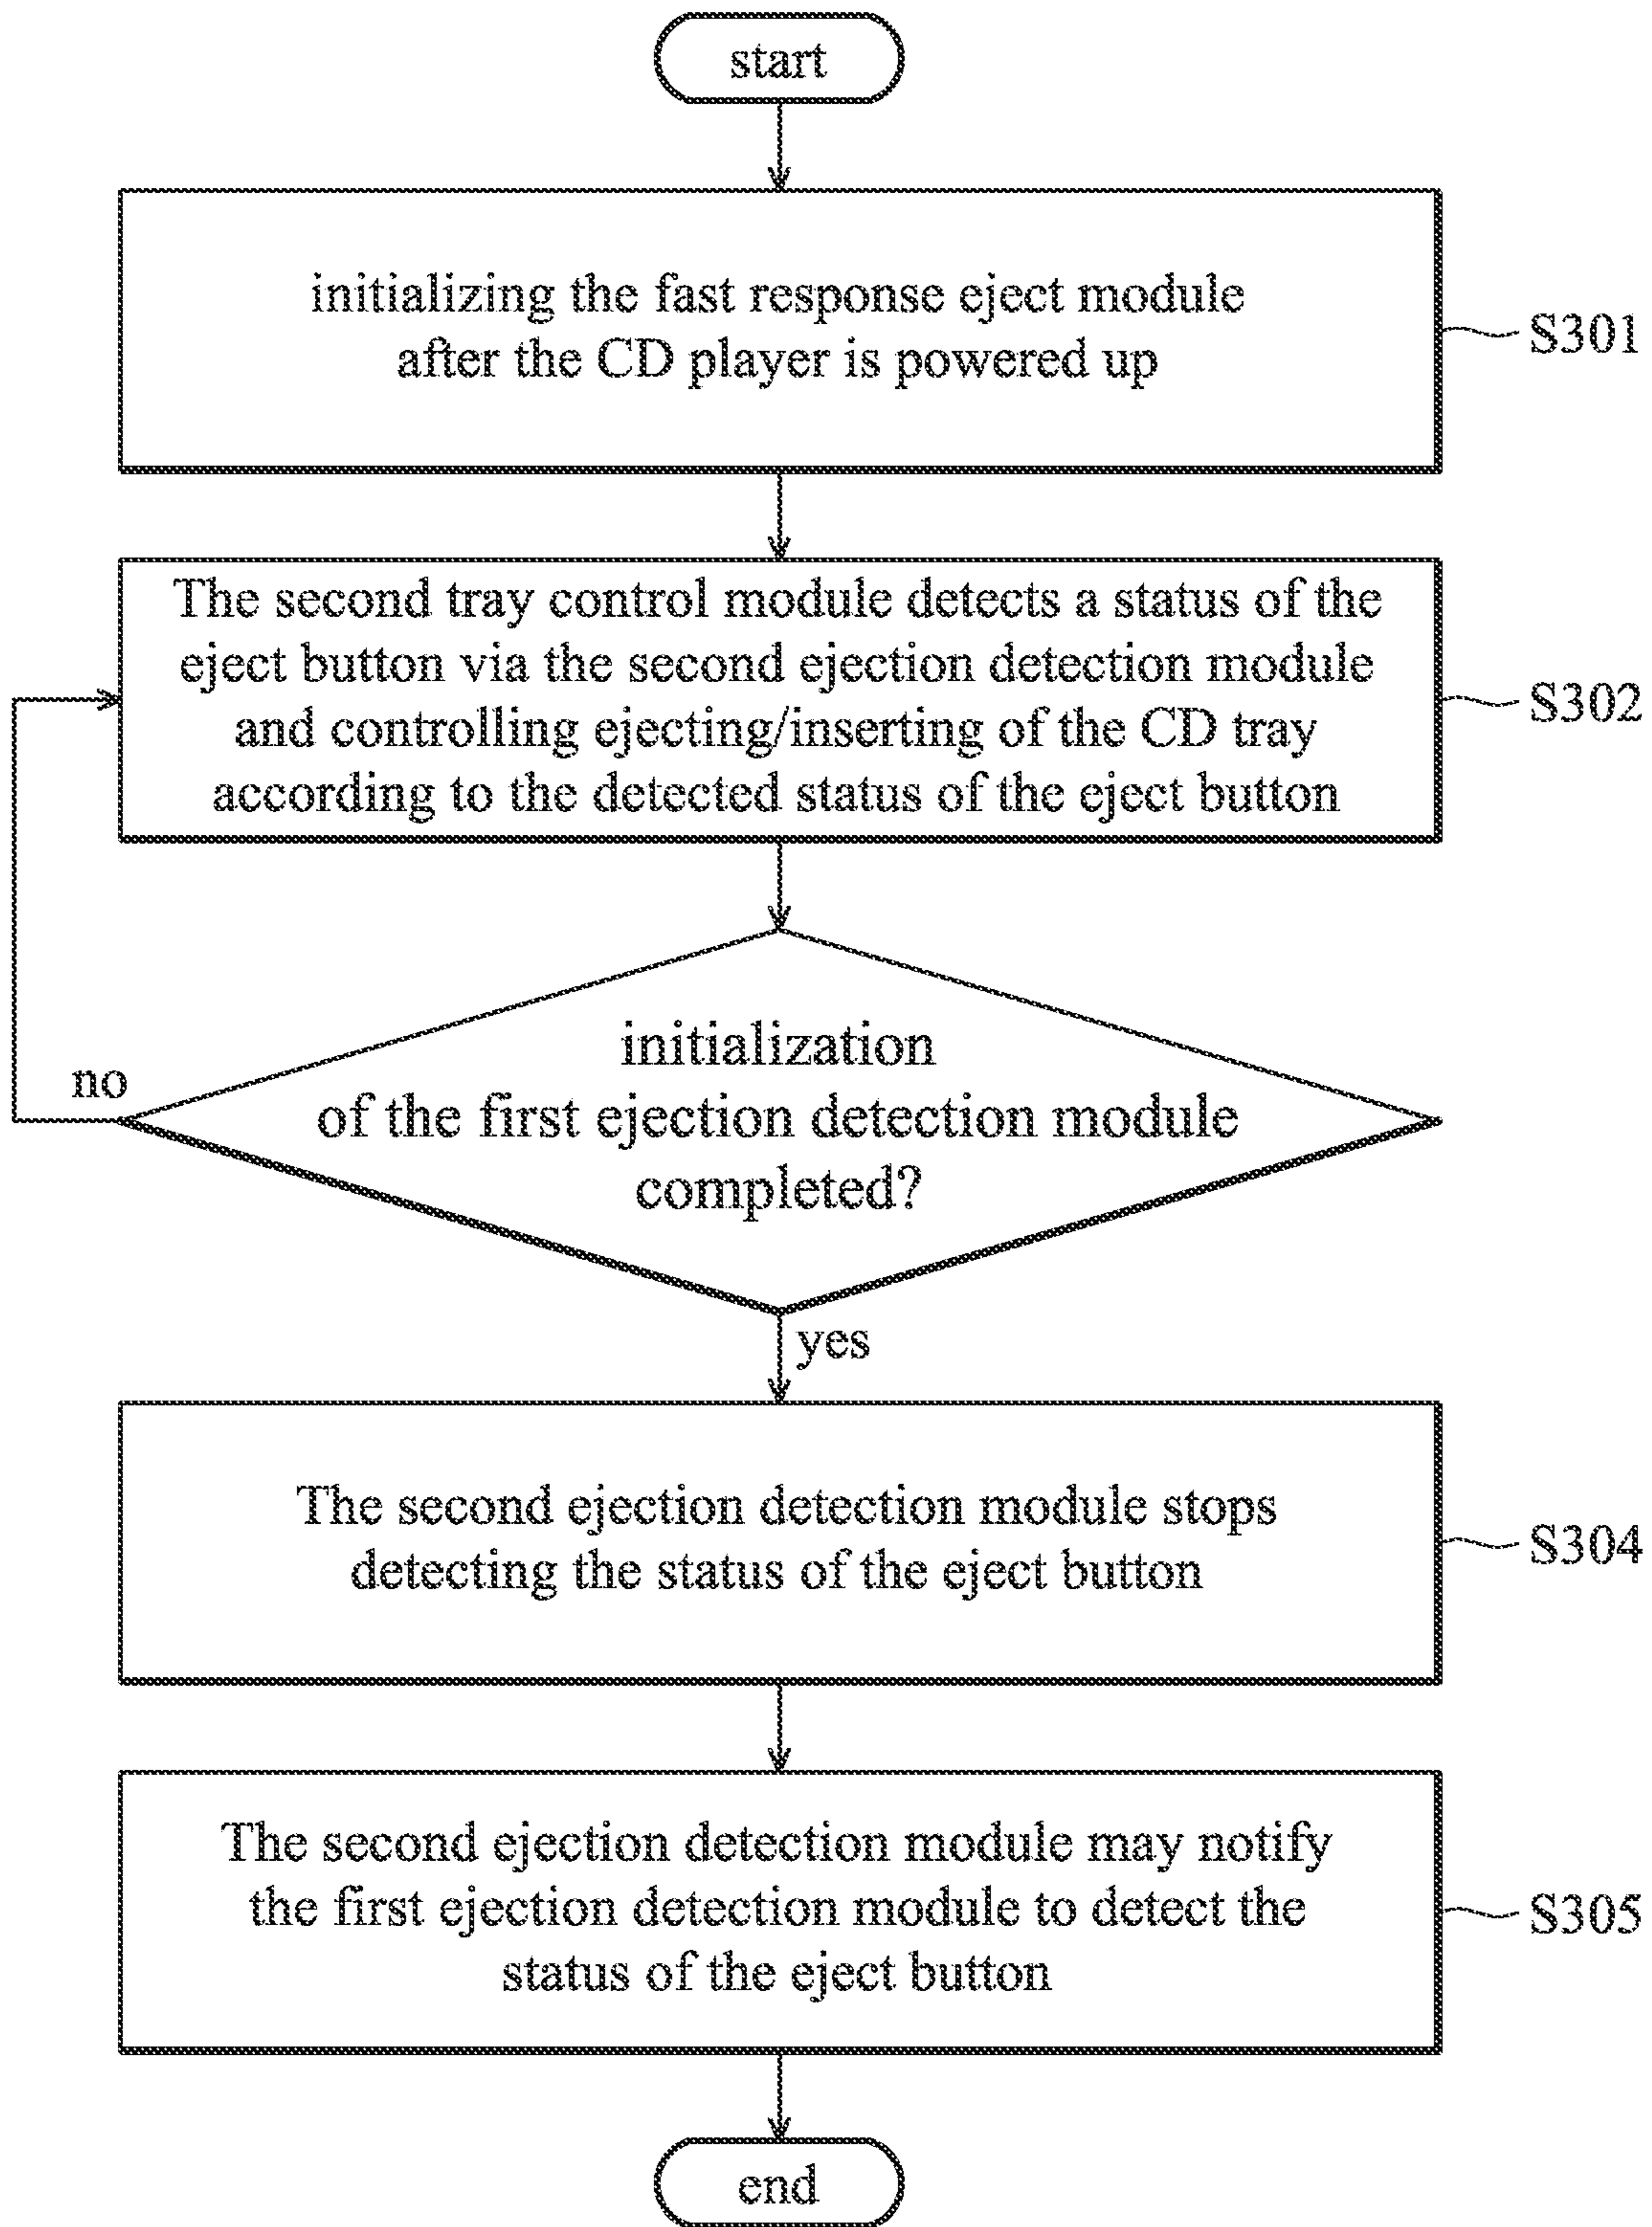 start
initializing the fast response eject module
after the CD player is powered up
S301
The second tray control module detects a status of the
eject button via the second ejection detection module
and controlling ejecting/inserting of the CD tray
according to the detected status of the eject button
S302
initialization
of the first ejection detection module
completed?
no
yes
The second ejection detection module stops
detecting the status of the eject button
S304
The second ejection detection module may notify
the first ejection detection module to detect the
status of the eject button
S305
end